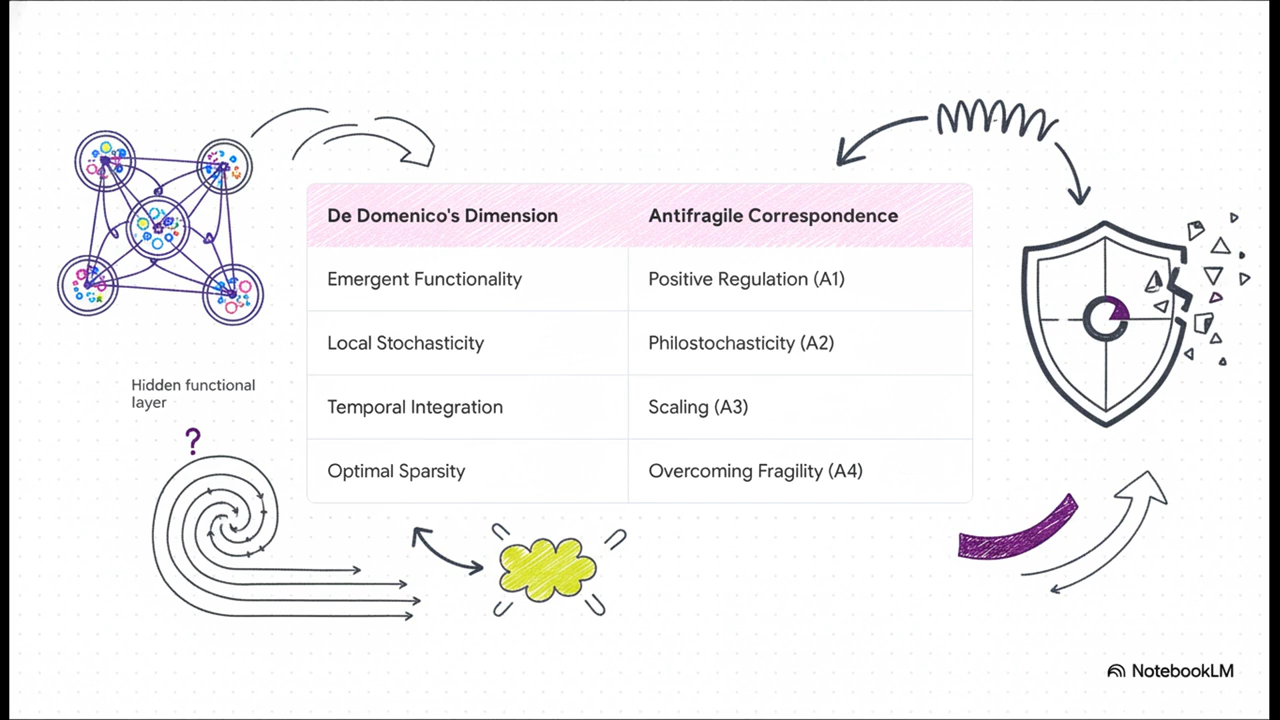 De Domenico's Dimension Antifragile Correspondence
Emergent Functionality Positive Regulation (A1)
Local Stochasticity Philostochasticity (A2)
Temporal Integration Scaling (A3)
Optimal Sparsity Overcoming Fragility (A4)
Hidden functional
layer
?
NotebookLM